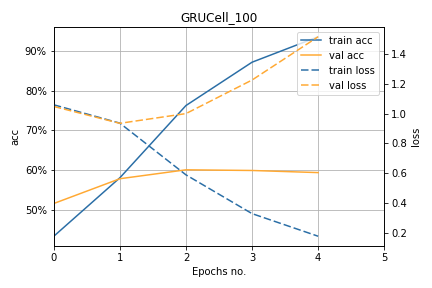 GRUCell_100
train acc
val acc
train loss
val loss
90%
80%
70%
60%
50%
acc
1.4
1.2
1.0
0.8
0.6
0.4
0.2
loss
0 1 2 3 4 5
Epochs no.